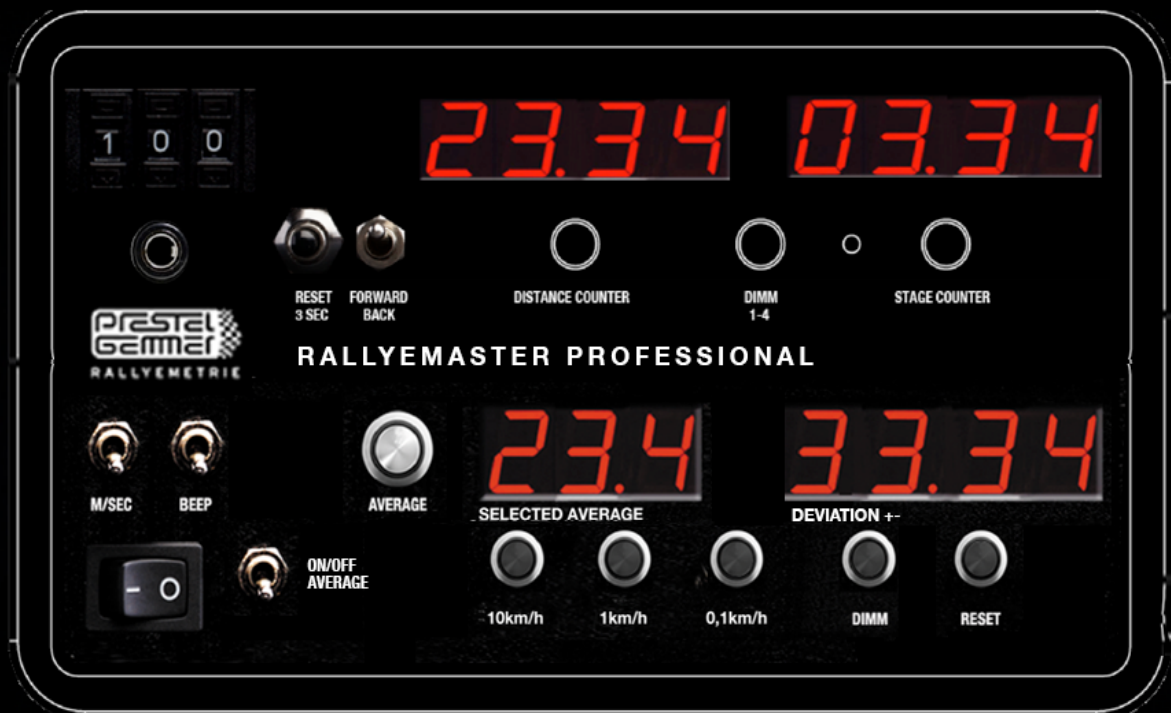 1 0 0
23.34
03.34
RESET
3 SEC
FORWARD
BACK
DISTANCE COUNTER
DIMM
1-4
STAGE COUNTER
PRESTEL
GEMMER
RALLYEMETRIE
RALLYEMASTER PROFESSIONAL
23.4
33.34
M/SEC
BEEP
AVERAGE
SELECTED AVERAGE
DEVIATION +-
ON/OFF
AVERAGE
10km/h
1km/h
0,1km/h
DIMM
RESET